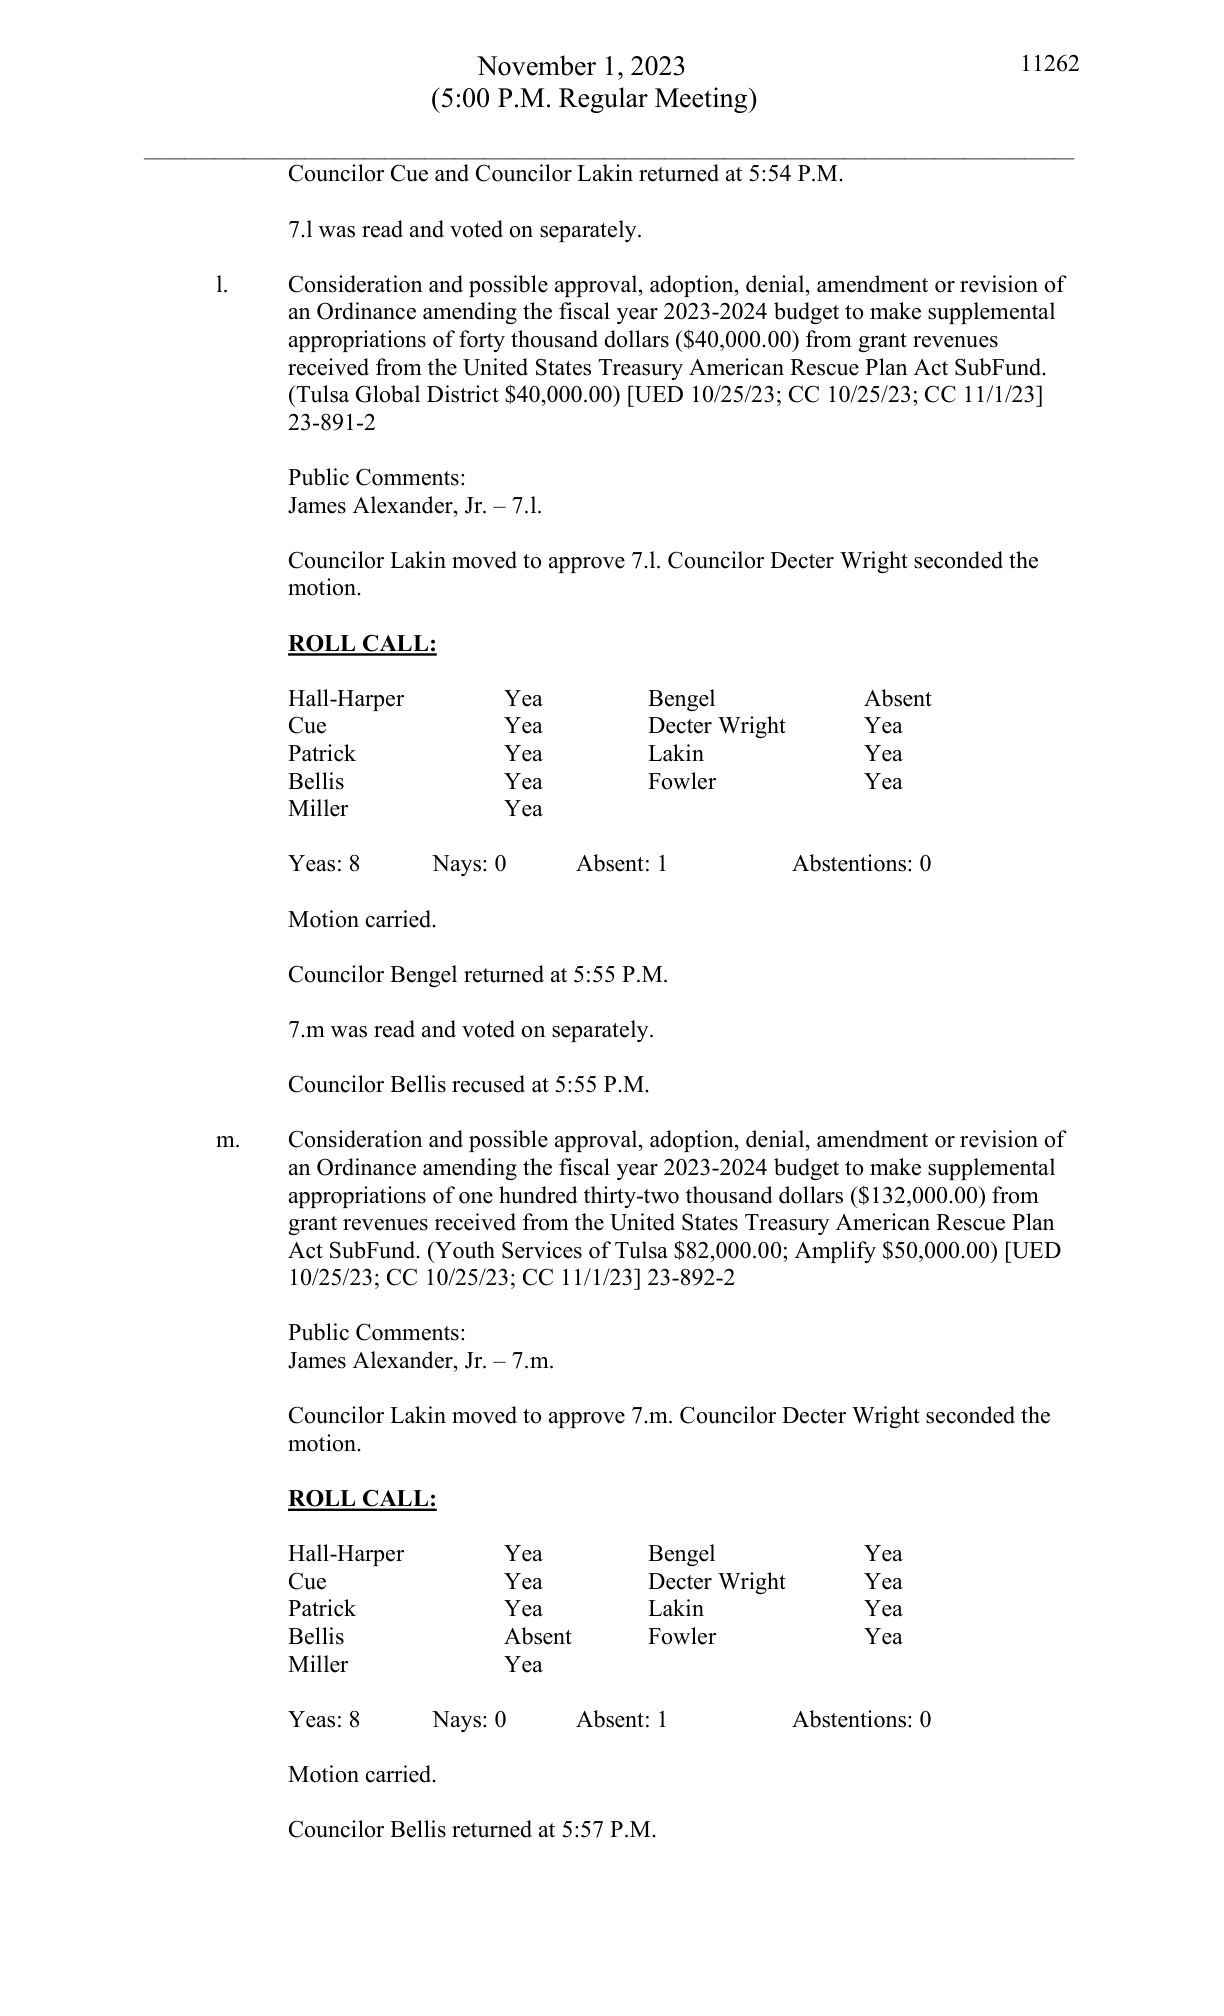 November 1, 2023 11262
(5:00 P.M. Regular Meeting)
Councilor Cue and Councilor Lakin returned at 5:54 P.M.
7.l was read and voted on separately.
l. Consideration and possible approval, adoption, denial, amendment or revision of
an Ordinance amending the fiscal year 2023-2024 budget to make supplemental
appropriations of forty thousand dollars ($40,000.00) from grant revenues
received from the United States Treasury American Rescue Plan Act SubFund.
(Tulsa Global District $40,000.00) [UED 10/25/23; CC 10/25/23; CC 11/1/23]
23-891-2
Public Comments:
James Alexander, Jr. – 7.l.
Councilor Lakin moved to approve 7.l. Councilor Decter Wright seconded the
motion.
ROLL CALL:
Hall-Harper Yea Bengel Absent
Cue Yea Decter Wright Yea
Patrick Yea Lakin Yea
Bellis Yea Fowler Yea
Miller Yea
Yeas: 8 Nays: 0 Absent: 1 Abstentions: 0
Motion carried.
Councilor Bengel returned at 5:55 P.M.
7.m was read and voted on separately.
Councilor Bellis recused at 5:55 P.M.
m. Consideration and possible approval, adoption, denial, amendment or revision of
an Ordinance amending the fiscal year 2023-2024 budget to make supplemental
appropriations of one hundred thirty-two thousand dollars ($132,000.00) from
grant revenues received from the United States Treasury American Rescue Plan
Act SubFund. (Youth Services of Tulsa $82,000.00; Amplify $50,000.00) [UED
10/25/23; CC 10/25/23; CC 11/1/23] 23-892-2
Public Comments:
James Alexander, Jr. – 7.m.
Councilor Lakin moved to approve 7.m. Councilor Decter Wright seconded the
motion.
ROLL CALL:
Hall-Harper Yea Bengel Yea
Cue Yea Decter Wright Yea
Patrick Yea Lakin Yea
Bellis Absent Fowler Yea
Miller Yea
Yeas: 8 Nays: 0 Absent: 1 Abstentions: 0
Motion carried.
Councilor Bellis returned at 5:57 P.M.